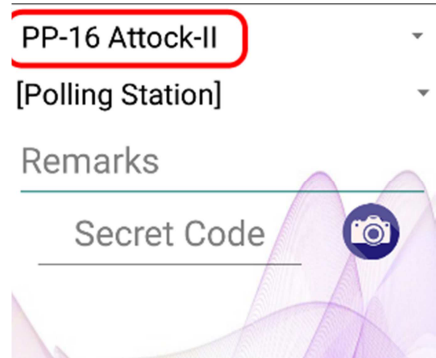 PP-16 Attock-II
[Polling Station]
Remarks
Secret Code